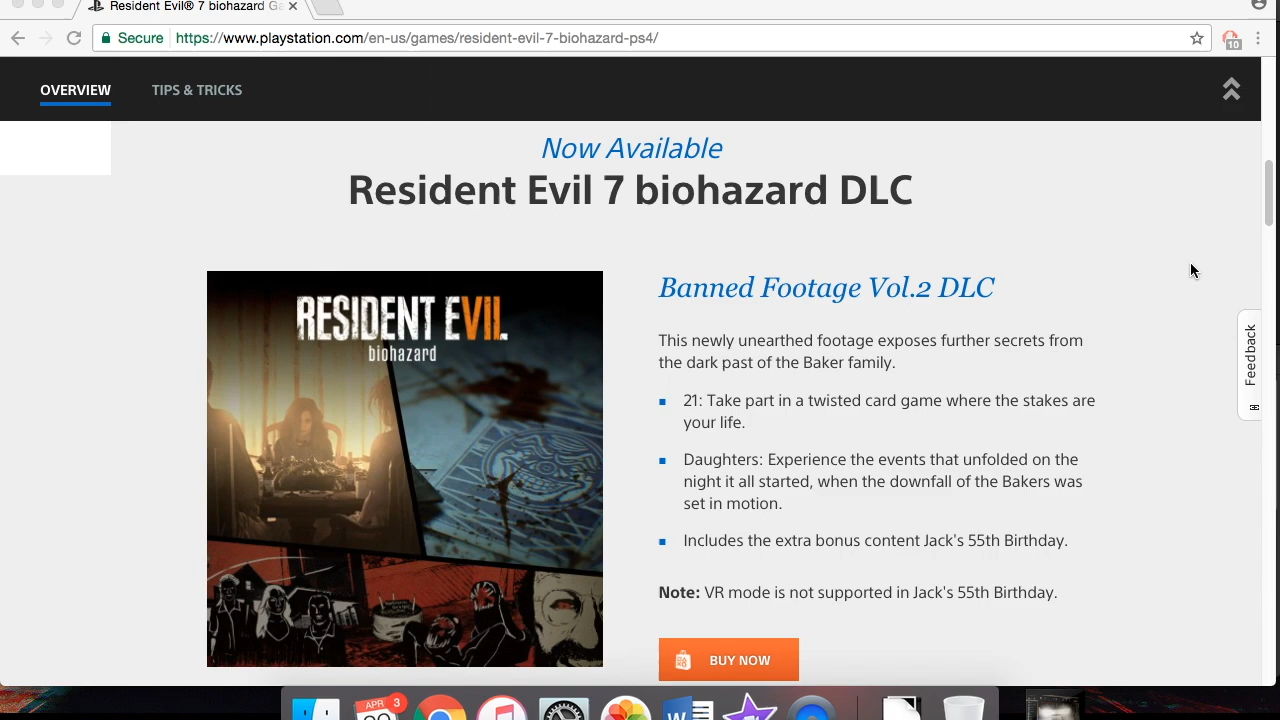 Resident Evil® 7 biohazard Ga
Secure
https://www.playstation.com/en-us/games/resident-evil-7-biohazard-ps4/
10
OVERVIEW
TIPS & TRICKS
Now Available
Resident Evil 7 biohazard DLC
RESIDENT EVII.
biohazard
Banned Footage Vol.2 DLC
This newly unearthed footage exposes further secrets from
the dark past of the Baker family.
21: Take part in a twisted card game where the stakes are
your life.
Daughters: Experience the events that unfolded on the
night it all started, when the downfall of the Bakers was
set in motion.
Includes the extra bonus content Jack's 55th Birthday.
Note: VR mode is not supported in Jack's 55th Birthday.
BUY NOW
Feedback
APR
3
W